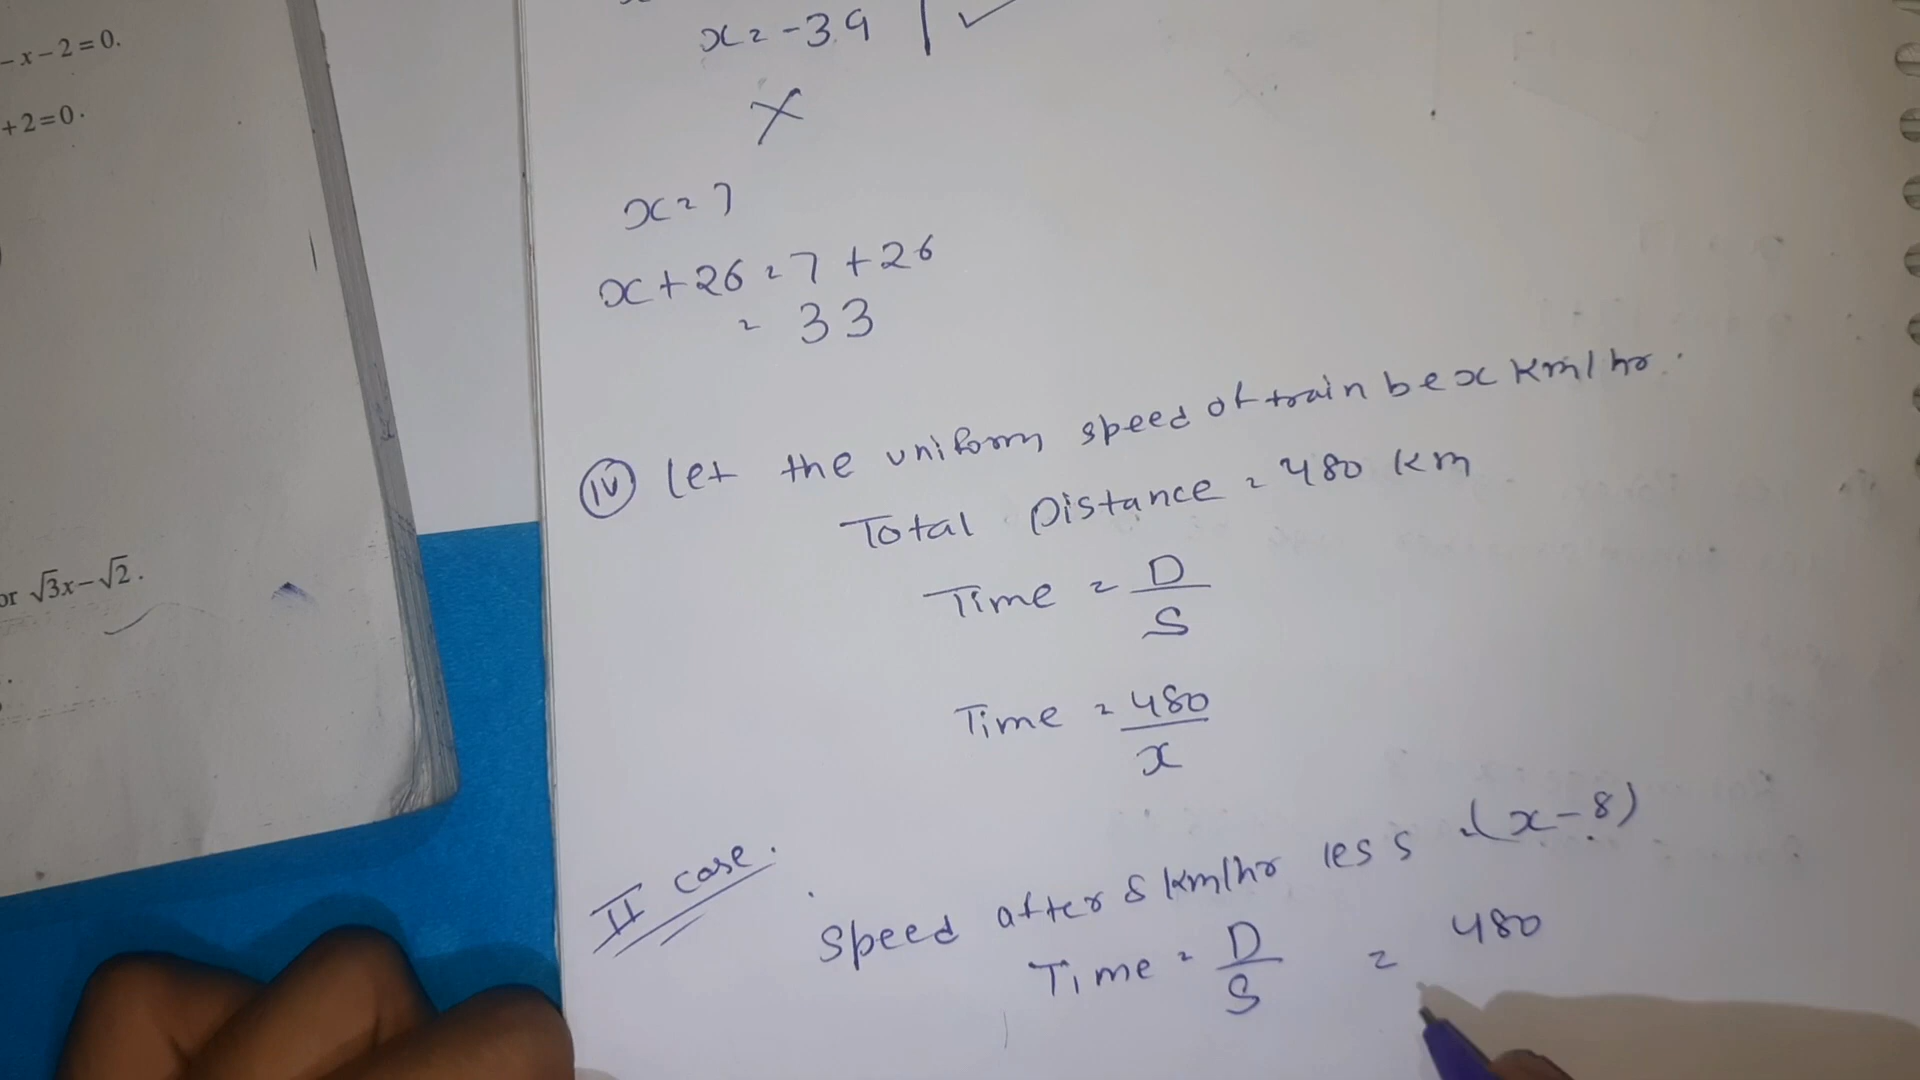 - x - 2 = 0.
+ 2 = 0.
or √3x - √2.
x = -39
x = 7
x + 26 = 7 + 26
= 33
(iv) Let the uniform speed of train be x km/hr.
Total Distance = 480 km
Time = D/S
Time = 480/x
II case.
Speed after 8 km/hr less = (x-8)
Time = D/S = 480